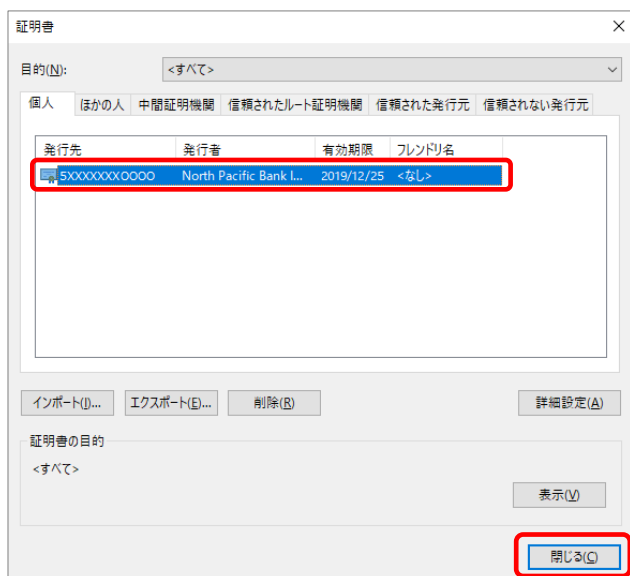 証明書
目的(N): <すべて>
個人 ほかの人 中間証明機関 信頼されたルート証明機関 信頼された発行元 信頼されない発行元
発行先 発行者 有効期限 フレンドリ名
5XXXXXXX0000 North Pacific Bank I... 2019/12/25 <なし>
インポート(I)... エクスポート(E)... 削除(R) 詳細設定(A)
証明書の目的
<すべて>
表示(V)
閉じる(C)